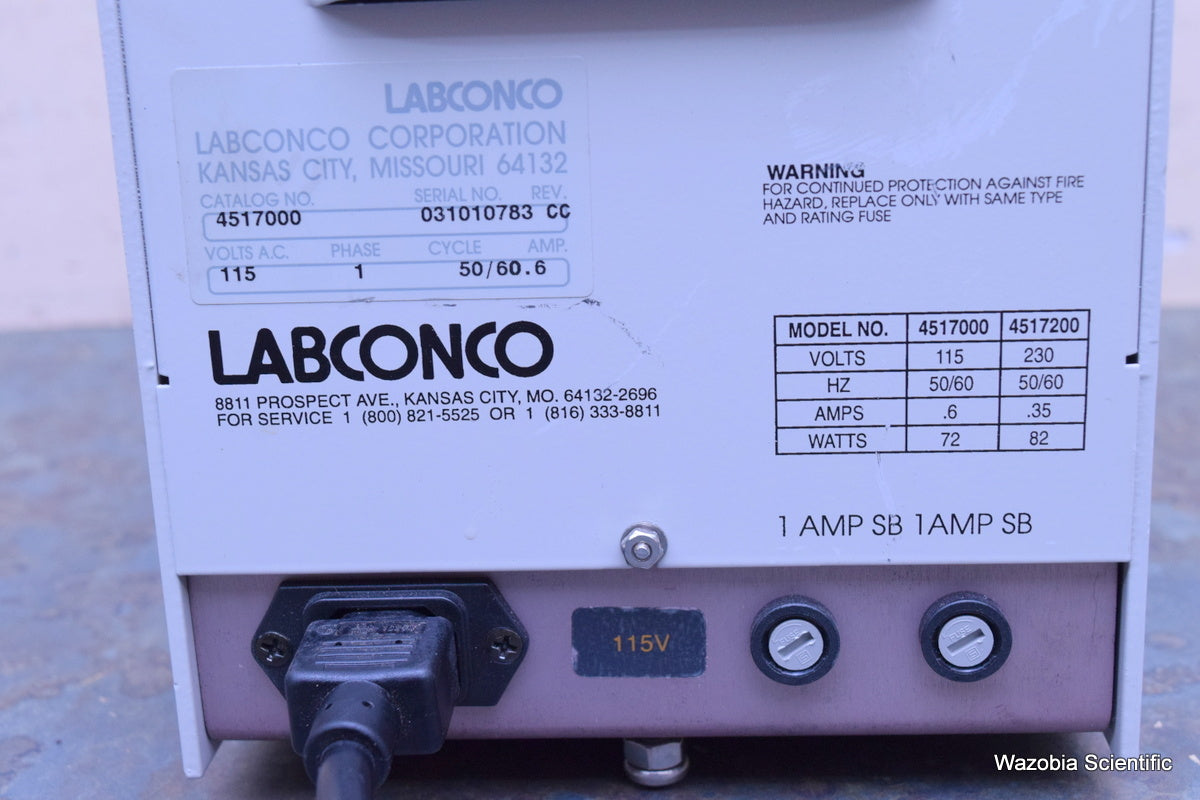 LABCONCO
LABCONCO CORPORATION
KANSAS CITY, MISSOURI 64132
CATALOG NO. SERIAL NO. REV.
4517000 031010783 CC
VOLTS A.C. PHASE CYCLE AMP.
115 1 50/60 .6
LABCONCO
8811 PROSPECT AVE., KANSAS CITY, MO. 64132-2696
FOR SERVICE 1 (800) 821-5525 OR 1 (816) 333-8811
WARNING
FOR CONTINUED PROTECTION AGAINST FIRE
HAZARD, REPLACE ONLY WITH SAME TYPE
AND RATING FUSE
MODEL NO. 4517000 4517200
VOLTS 115 230
HZ 50/60 50/60
AMPS .6 .35
WATTS 72 82
1 AMP SB 1AMP SB
115V
FUSE
Wazobia Scientific